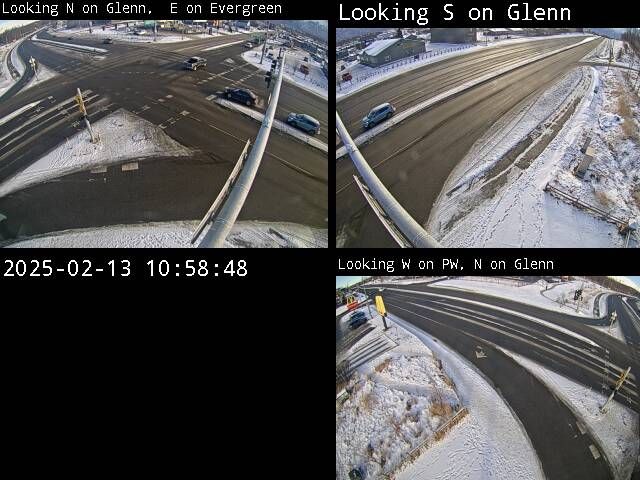 Looking N on Glenn, E on Evergreen
Looking S on Glenn
2025-02-13 10:58:48
Looking W on PW, N on Glenn